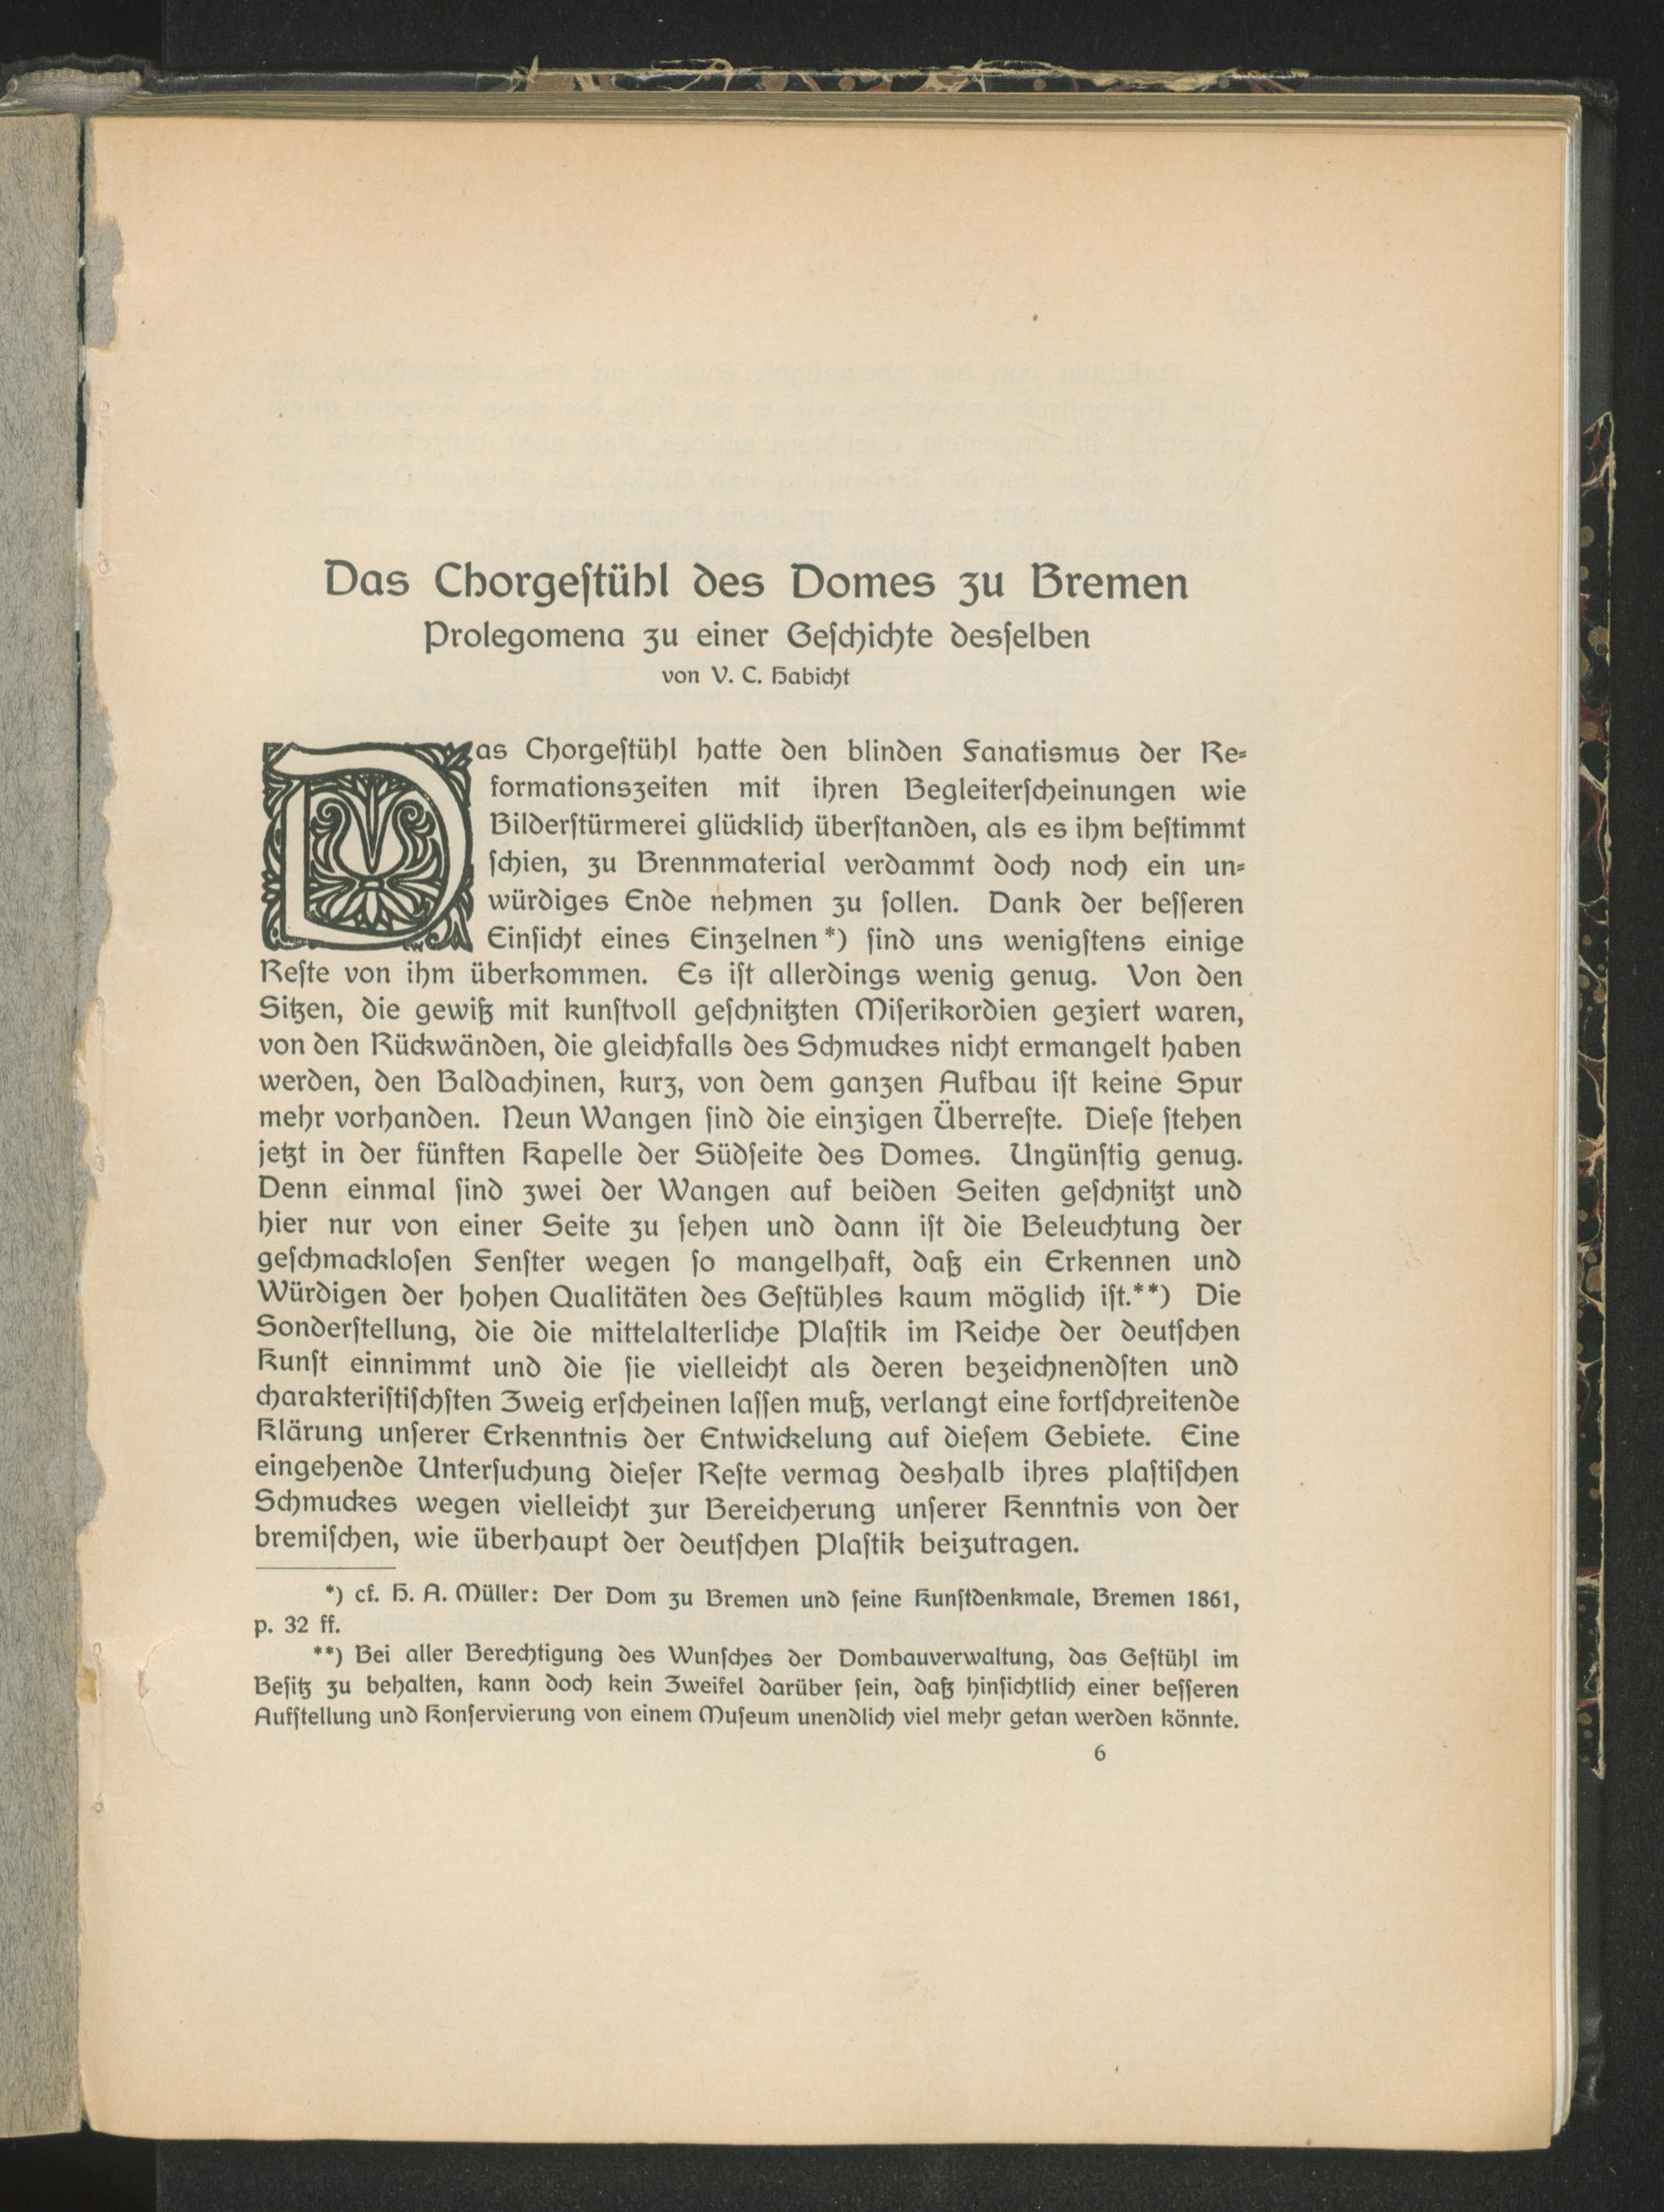 Das Chorgeſtühl des Domes zu Bremen
Prolegomena zu einer Geſchichte desſelben
von V. C. Habicht
Das Chorgeſtühl hatte den blinden Fanatismus der Re⸗
formationszeiten mit ihren Begleiterſcheinungen wie
Bilderſtürmerei glücklich überſtanden, als es ihm beſtimmt
ſchien, zu Brennmaterial verdammt doch noch ein un⸗
würdiges Ende nehmen zu ſollen. Dank der beſſeren
Einſicht eines Einzelnen*) ſind uns wenigſtens einige
Reſte von ihm überkommen. Es iſt allerdings wenig genug. Von den
Sitzen, die gewiß mit kunſtvoll geſchnitzten Miſerikordien geziert waren,
von den Rückwänden, die gleichfalls des Schmuckes nicht ermangelt haben
werden, den Baldachinen, kurz, von dem ganzen Aufbau iſt keine Spur
mehr vorhanden. Neun Wangen ſind die einzigen Überreſte. Dieſe ſtehen
jetzt in der fünften Kapelle der Südſeite des Domes. Ungünſtig genug.
Denn einmal ſind zwei der Wangen auf beiden Seiten geſchnitzt und
hier nur von einer Seite zu ſehen und dann iſt die Beleuchtung der
geſchmackloſen Fenſter wegen ſo mangelhaft, daß ein Erkennen und
Würdigen der hohen Qualitäten des Geſtühles kaum möglich iſt.**) Die
Sonderſtellung, die die mittelalterliche Plaſtik im Reiche der deutſchen
Kunſt einnimmt und die ſie vielleicht als deren bezeichnendſten und
charakteriſtiſchſten Zweig erſcheinen laſſen muß, verlangt eine fortſchreitende
Klärung unſerer Erkenntnis der Entwickelung auf dieſem Gebiete. Eine
eingehende Unterſuchung dieſer Reſte vermag deshalb ihres plaſtiſchen
Schmuckes wegen vielleicht zur Bereicherung unſerer Kenntnis von der
bremiſchen, wie überhaupt der deutſchen Plaſtik beizutragen.
*) cf. H. A. Müller: Der Dom zu Bremen und ſeine Kunſtdenkmale, Bremen 1861,
p. 32 ff.
**) Bei aller Berechtigung des Wunſches der Dombauverwaltung, das Geſtühl im
Beſitz zu behalten, kann doch kein Zweifel darüber ſein, daß hinſichtlich einer beſſeren
Aufſtellung und Konſervierung von einem Muſeum unendlich viel mehr getan werden könnte.
6